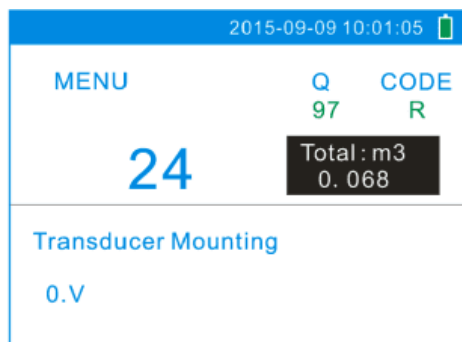 2015-09-09 10:01:05
MENU Q CODE
97 R
24 Total:m3
0. 068
Transducer Mounting
0.V